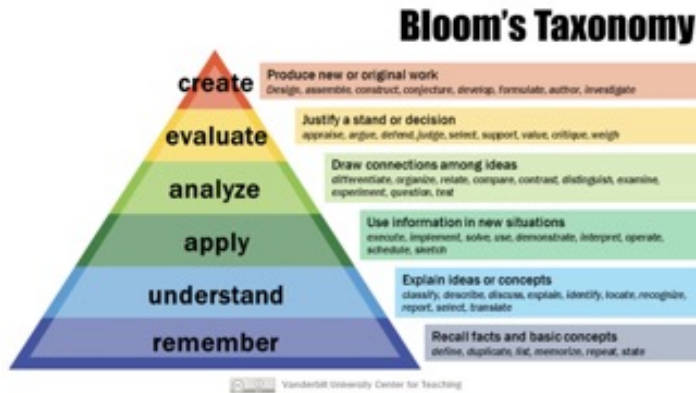 Bloom's Taxonomy
create
Produce new or original work
Design, assemble, construct, conjecture, develop, formulate, author, investigate
evaluate
Justify a stand or decision
appraise, argue, defend, judge, select, support, value, critique, weigh
analyze
Draw connections among ideas
differentiate, organize, relate, compare, contrast, distinguish, examine,
experiment, question, test
apply
Use information in new situations
execute, implement, solve, use, demonstrate, interpret, operate,
schedule, sketch
understand
Explain ideas or concepts
classify, describe, discuss, explain, identify, locate, recognize,
report, select, translate
remember
Recall facts and basic concepts
define, duplicate, list, memorize, repeat, state
Vanderbilt University Center for Teaching